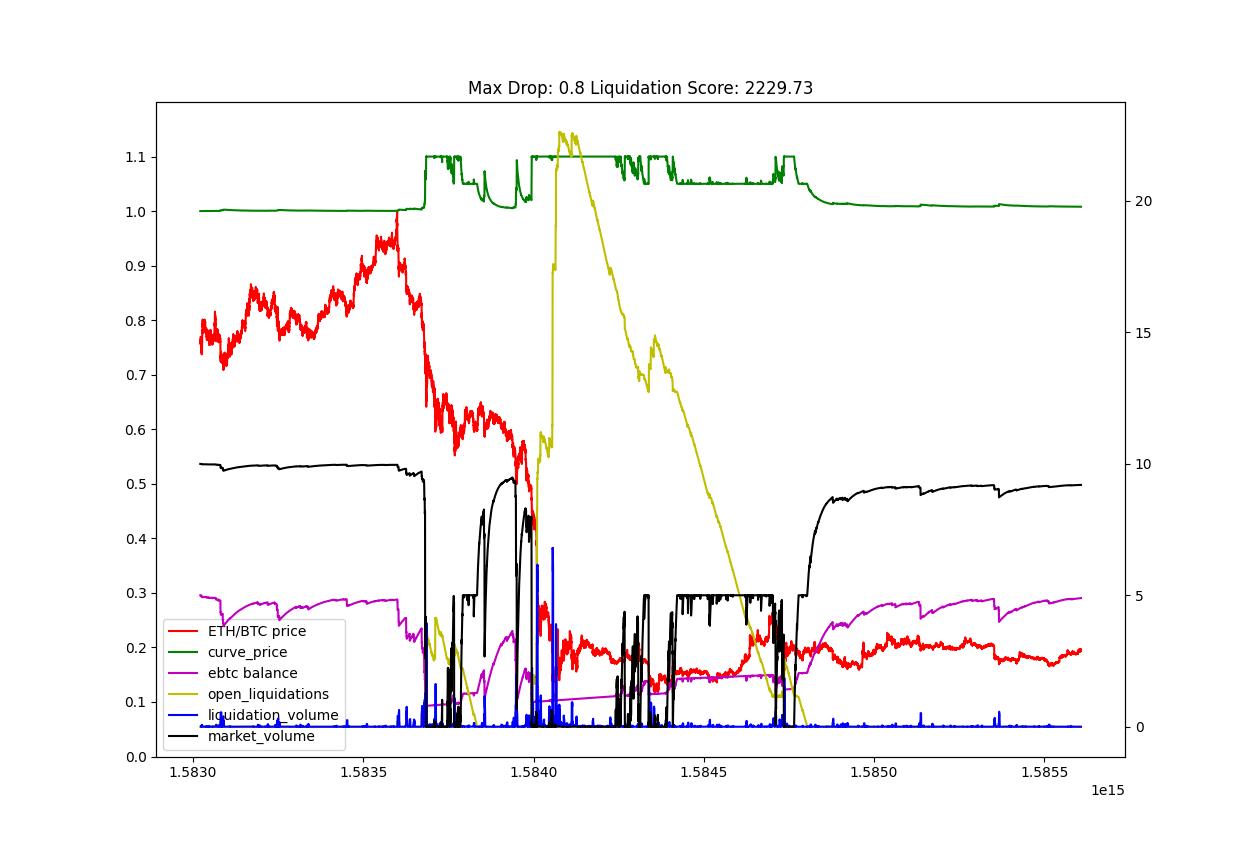 Max Drop: 0.8 Liquidation Score: 2229.73
1.1
1.0
0.9
0.8
0.7
0.6
0.5
0.4
0.3
0.2
0.1
0.0
20
15
10
5
0
ETH/BTC price
curve_price
ebtc balance
open_liquidations
liquidation_volume
market_volume
1.5830
1.5835
1.5840
1.5845
1.5850
1.5855
1e15